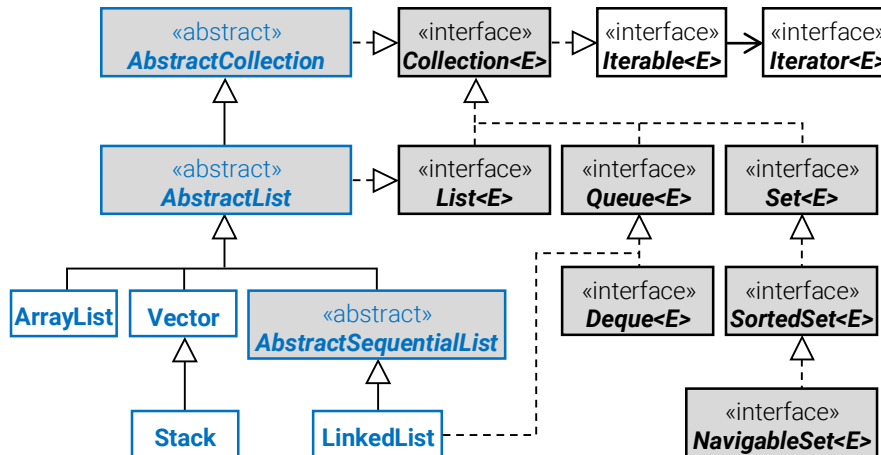 «abstract»
AbstractCollection
«interface»
Collection<E>
«interface»
Iterable<E>
«interface»
Iterator<E>
«abstract»
AbstractList
«interface»
List<E>
«interface»
Queue<E>
«interface»
Set<E>
ArrayList
Vector
«abstract»
AbstractSequentialList
«interface»
Deque<E>
«interface»
SortedSet<E>
Stack
LinkedList
«interface»
NavigableSet<E>